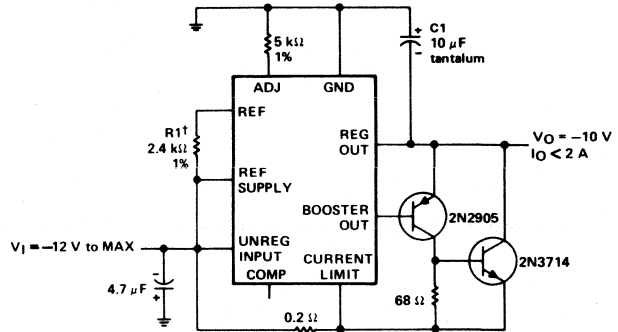 5 kΩ
1%
C1
10 μF
tantalum
+
−
ADJ
GND
REF
R1†
2.4 kΩ
1%
REG
OUT
VO = −10 V
IO < 2 A
REF
SUPPLY
BOOSTER
OUT
2N2905
VI = −12 V to MAX
UNREG
INPUT
CURRENT
LIMIT
COMP
2N3714
4.7 μF
−
+
68 Ω
0.2 Ω